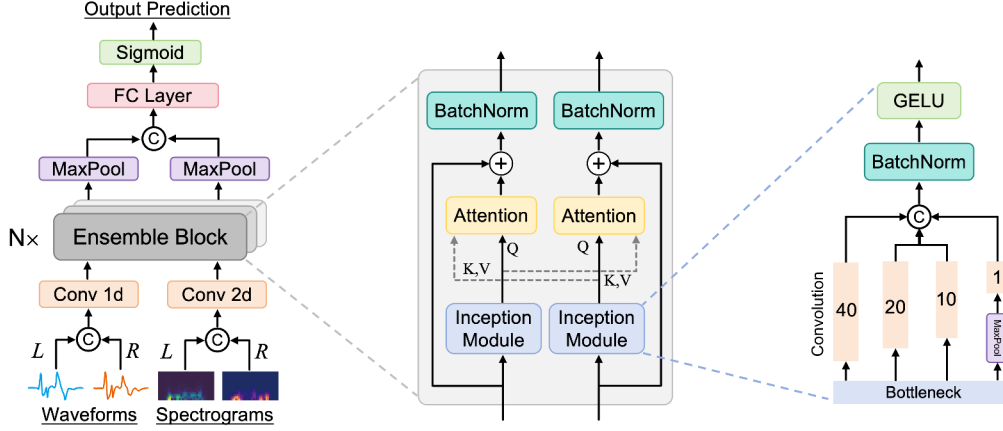 Output Prediction
Sigmoid
FC Layer
C
MaxPool MaxPool
N× Ensemble Block
Conv 1d Conv 2d
C C
L R L R
Waveforms Spectrograms
BatchNorm BatchNorm
+ +
Attention Attention
Q Q
K,V K,V
Inception Module Inception Module
GELU
BatchNorm
C
Convolution
40 20 10 1
MaxPool
Bottleneck